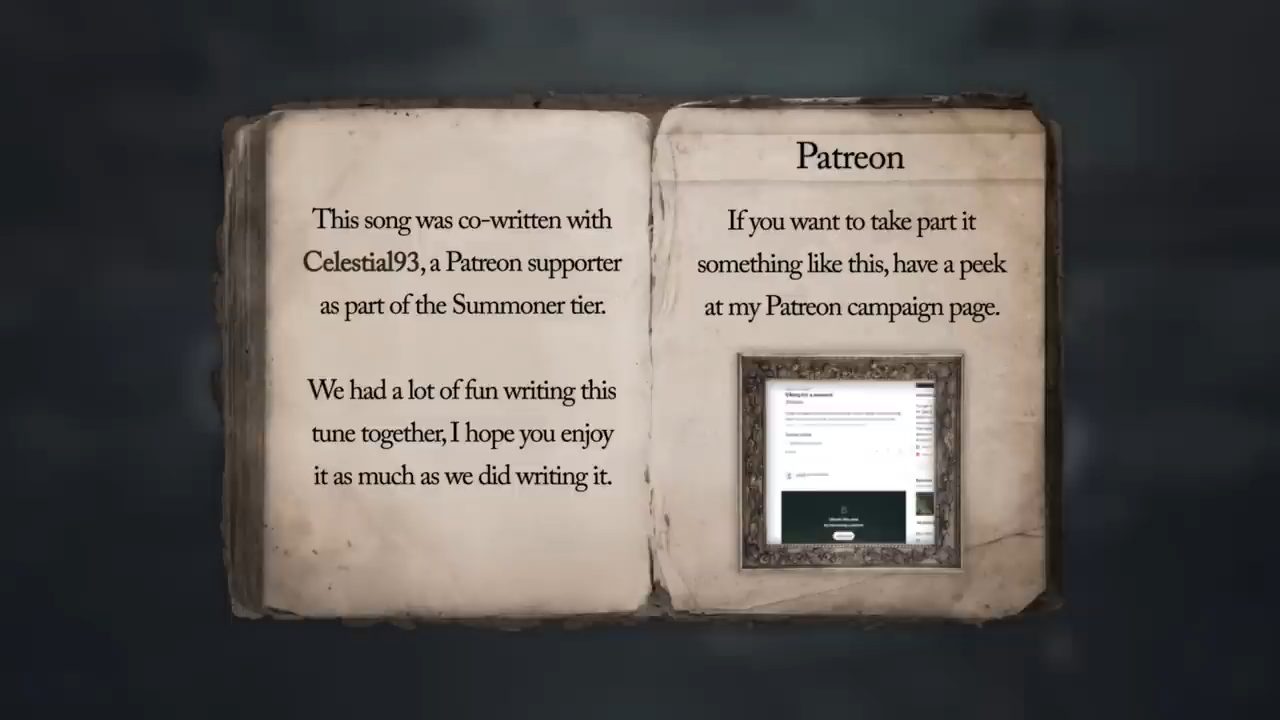 This song was co-written with
Celestial93, a Patreon supporter
as part of the Summoner tier.
We had a lot of fun writing this
tune together, I hope you enjoy
it as much as we did writing it.
Patreon
If you want to take part it
something like this, have a peek
at my Patreon campaign page.